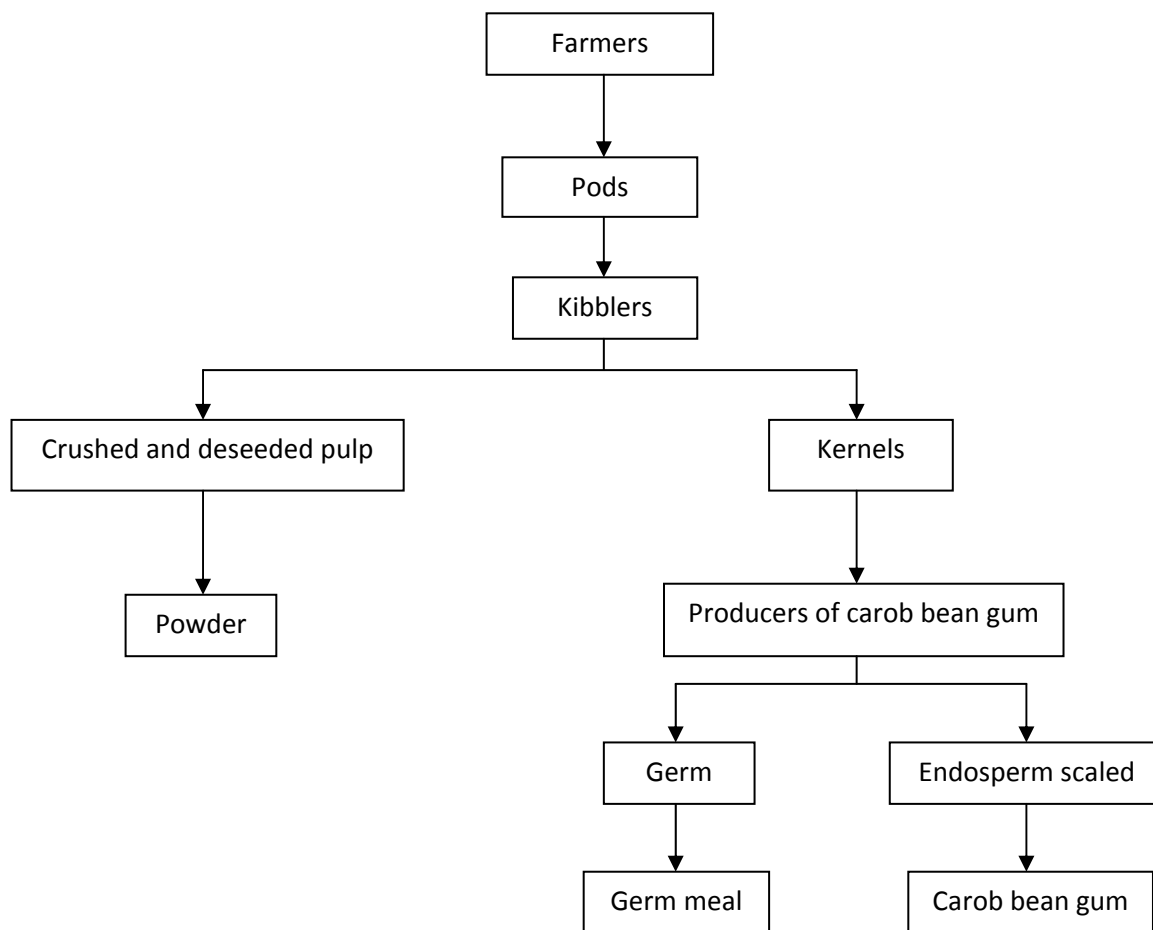 Farmers
Pods
Kibblers
Crushed and deseeded pulp
Kernels
Powder
Producers of carob bean gum
Germ
Endosperm scaled
Germ meal
Carob bean gum